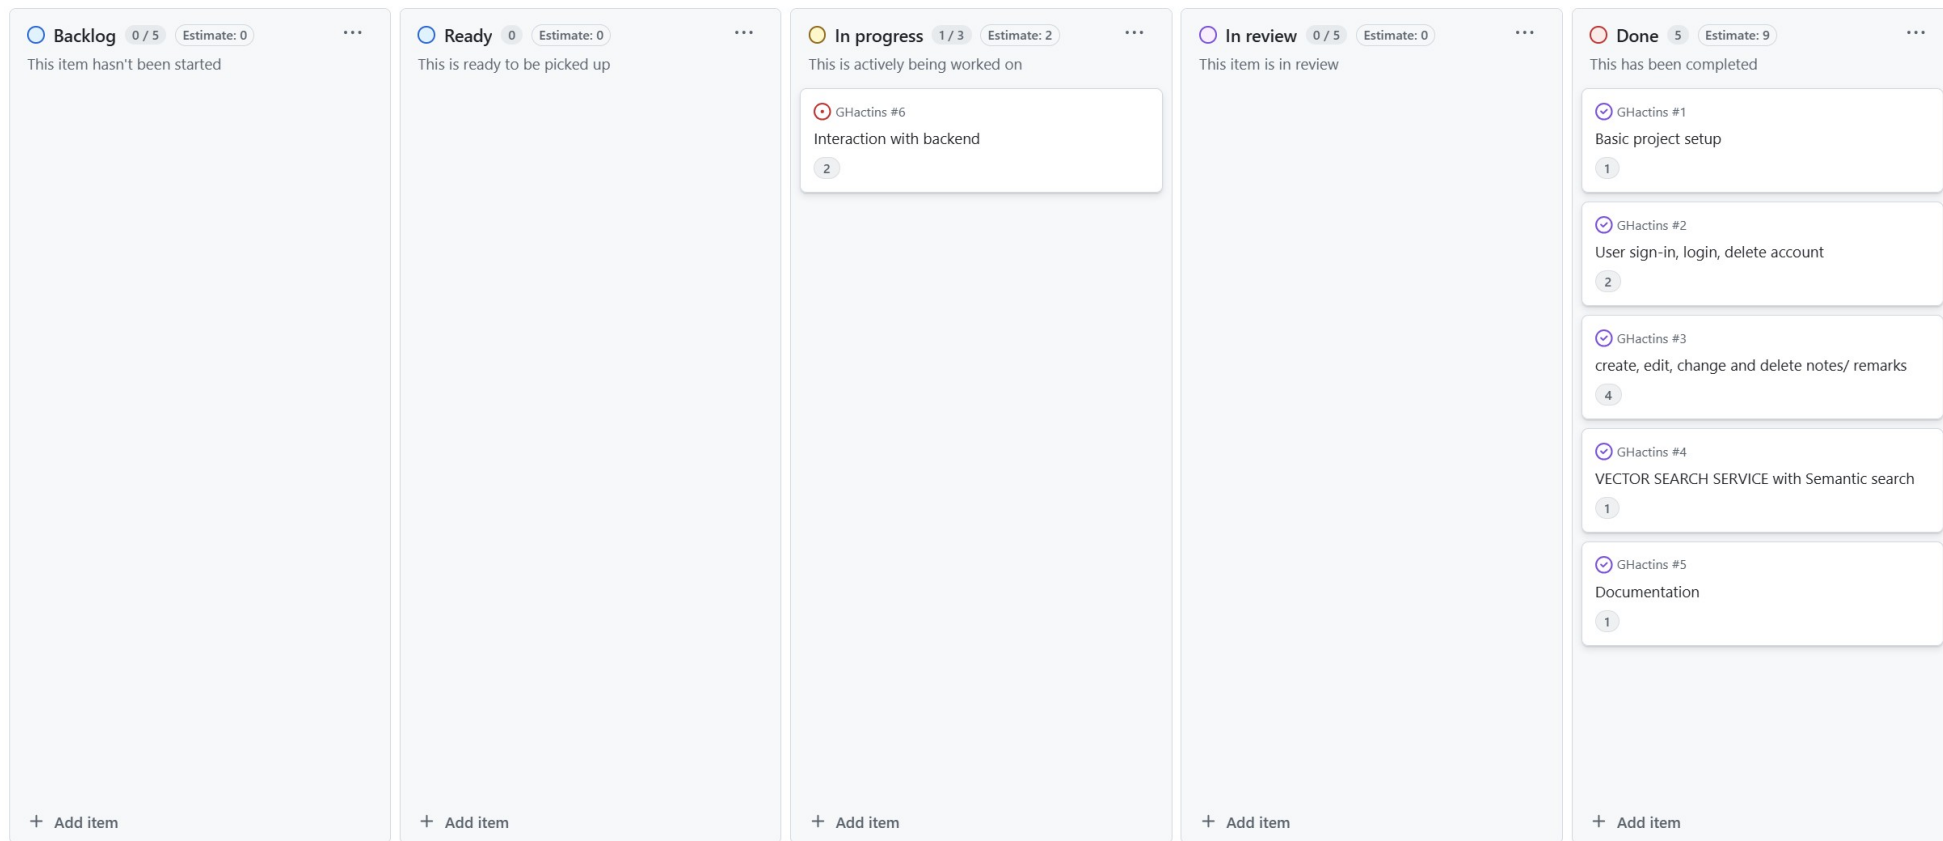 Backlog 0 / 5 Estimate: 0
This item hasn't been started
Add item
Ready 0 Estimate: 0
This is ready to be picked up
Add item
In progress 1 / 3 Estimate: 2
This is actively being worked on
GHactins #6
Interaction with backend
2
Add item
In review 0 / 5 Estimate: 0
This item is in review
Add item
Done 5 Estimate: 9
This has been completed
GHactins #1
Basic project setup
1
GHactins #2
User sign-in, login, delete account
2
GHactins #3
create, edit, change and delete notes/ remarks
4
GHactins #4
VECTOR SEARCH SERVICE with Semantic search
1
GHactins #5
Documentation
1
Add item